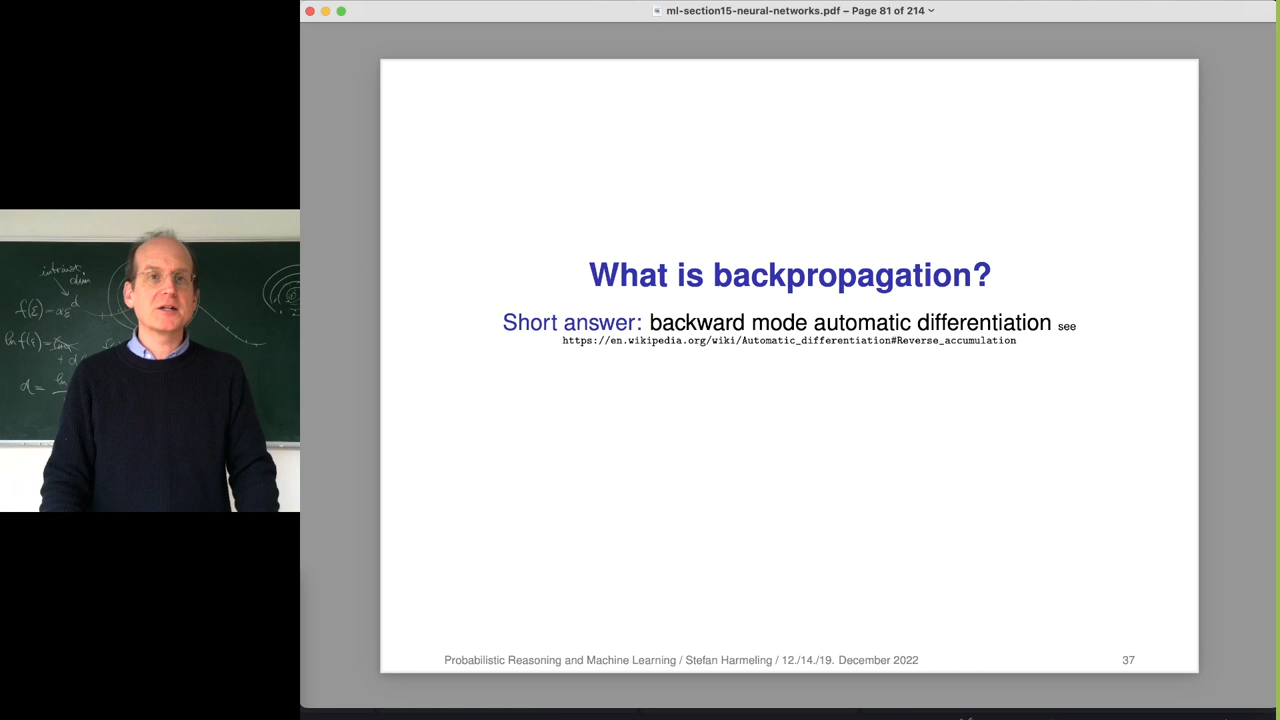 ml-section15-neural-networks.pdf – Page 81 of 214
intrinsic
dim
What is backpropagation?
Short answer: backward mode automatic differentiation see
https://en.wikipedia.org/wiki/Automatic_differentiation#Reverse_accumulation
Probabilistic Reasoning and Machine Learning / Stefan Harmeling / 12./14./19. December 2022
37